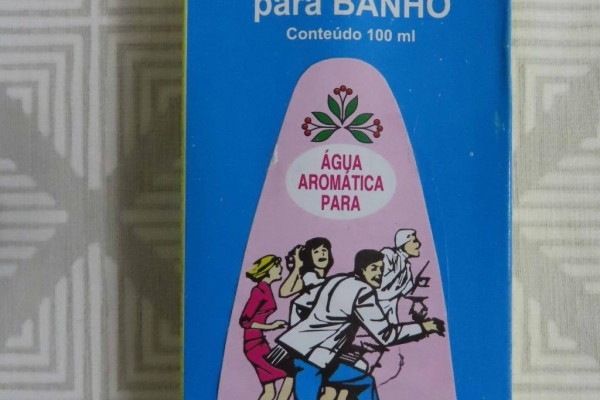 para BANHO
Conteúdo 100 ml
ÁGUA
AROMÁTICA
PARA